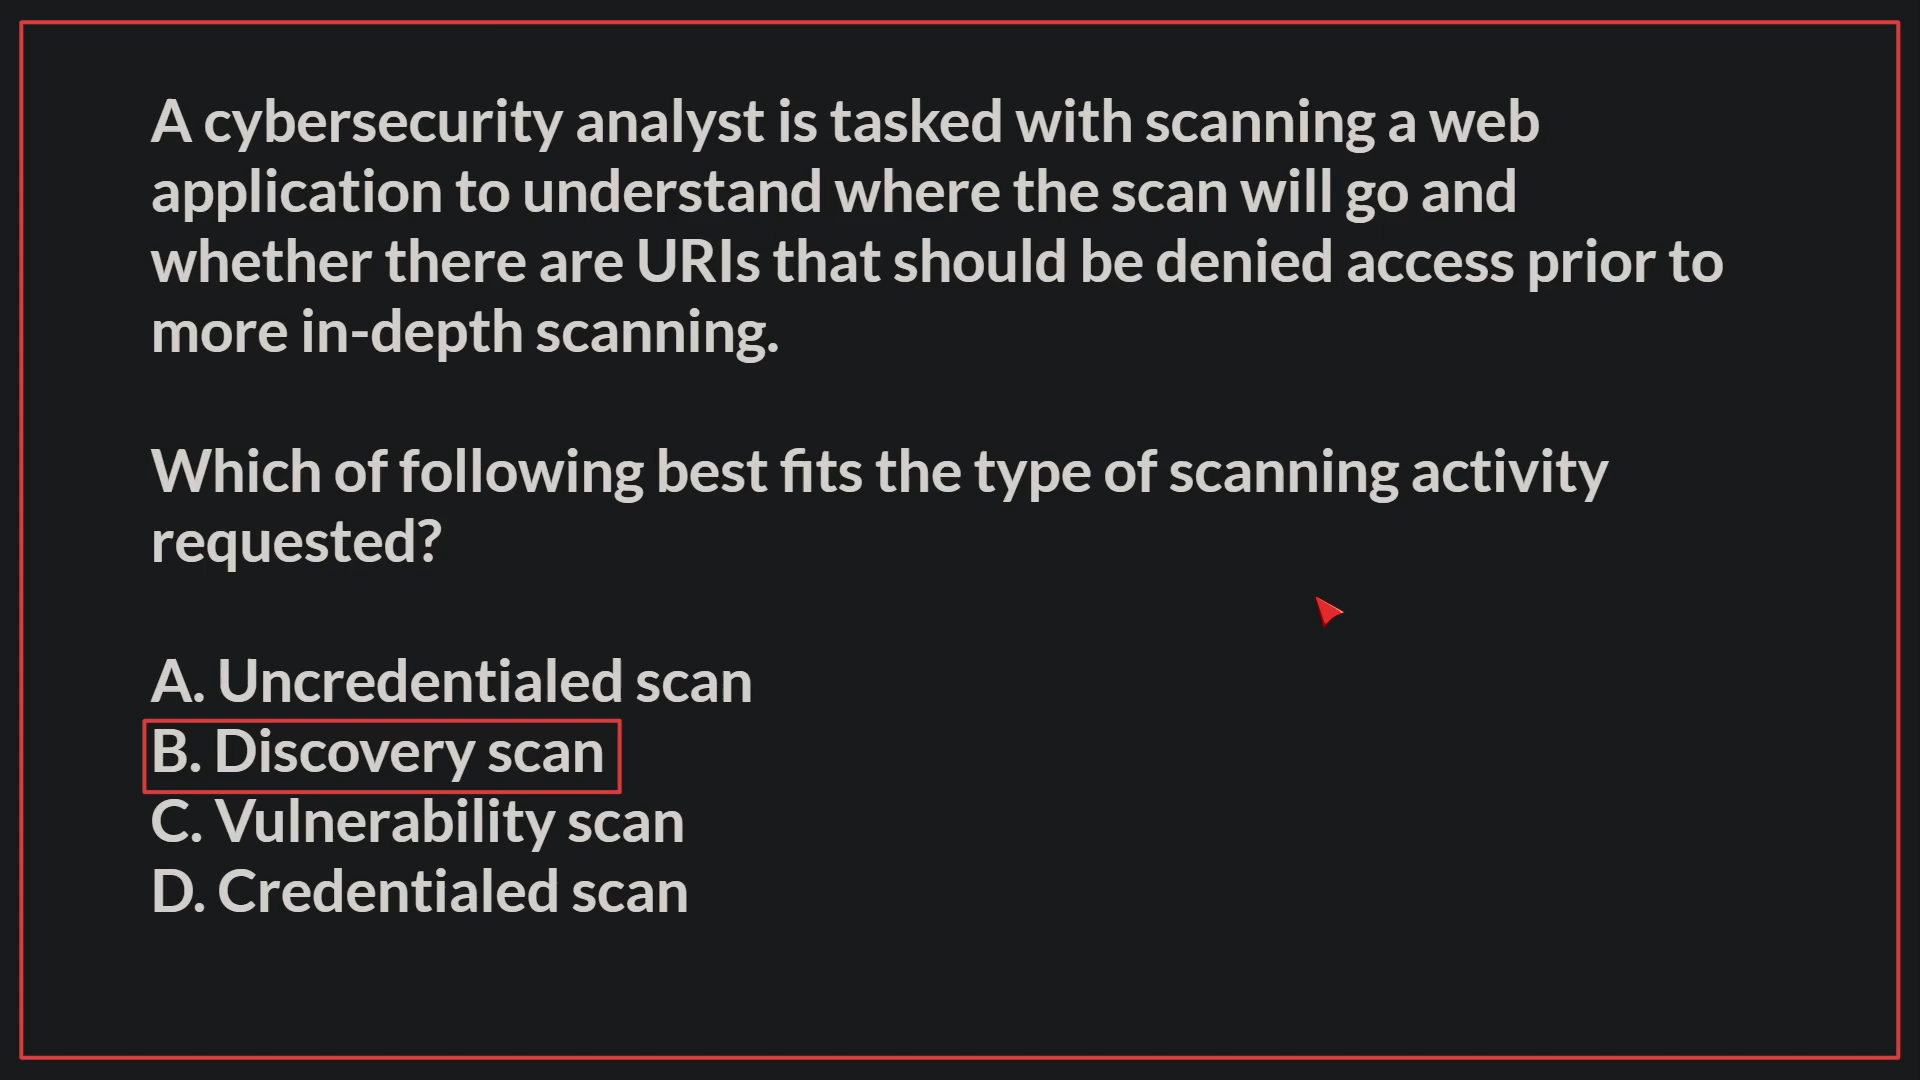 A cybersecurity analyst is tasked with scanning a web
application to understand where the scan will go and
whether there are URIs that should be denied access prior to
more in-depth scanning.
Which of following best fits the type of scanning activity
requested?
A. Uncredentialed scan
B. Discovery scan
C. Vulnerability scan
D. Credentialed scan